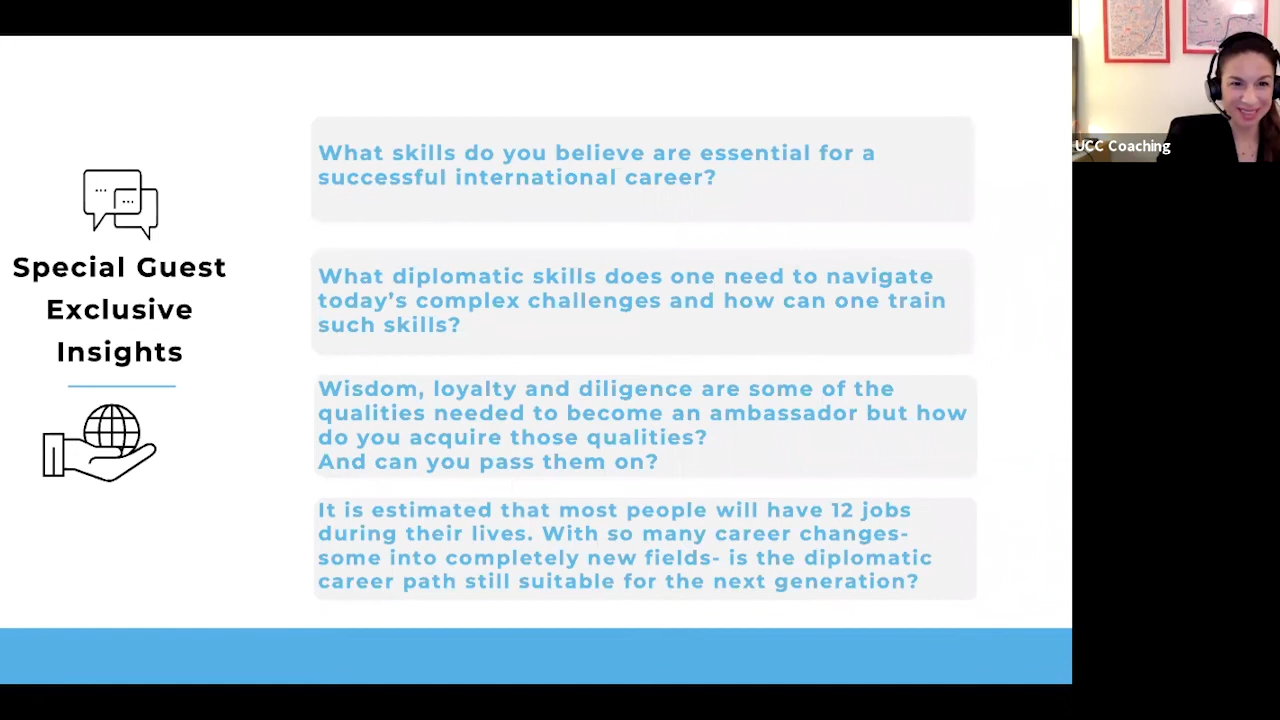 Special Guest
Exclusive
Insights
What skills do you believe are essential for a
successful international career?
What diplomatic skills does one need to navigate
today's complex challenges and how can one train
such skills?
Wisdom, loyalty and diligence are some of the
qualities needed to become an ambassador but how
do you acquire those qualities?
And can you pass them on?
It is estimated that most people will have 12 jobs
during their lives. With so many career changes-
some into completely new fields- is the diplomatic
career path still suitable for the next generation?
UCC Coaching